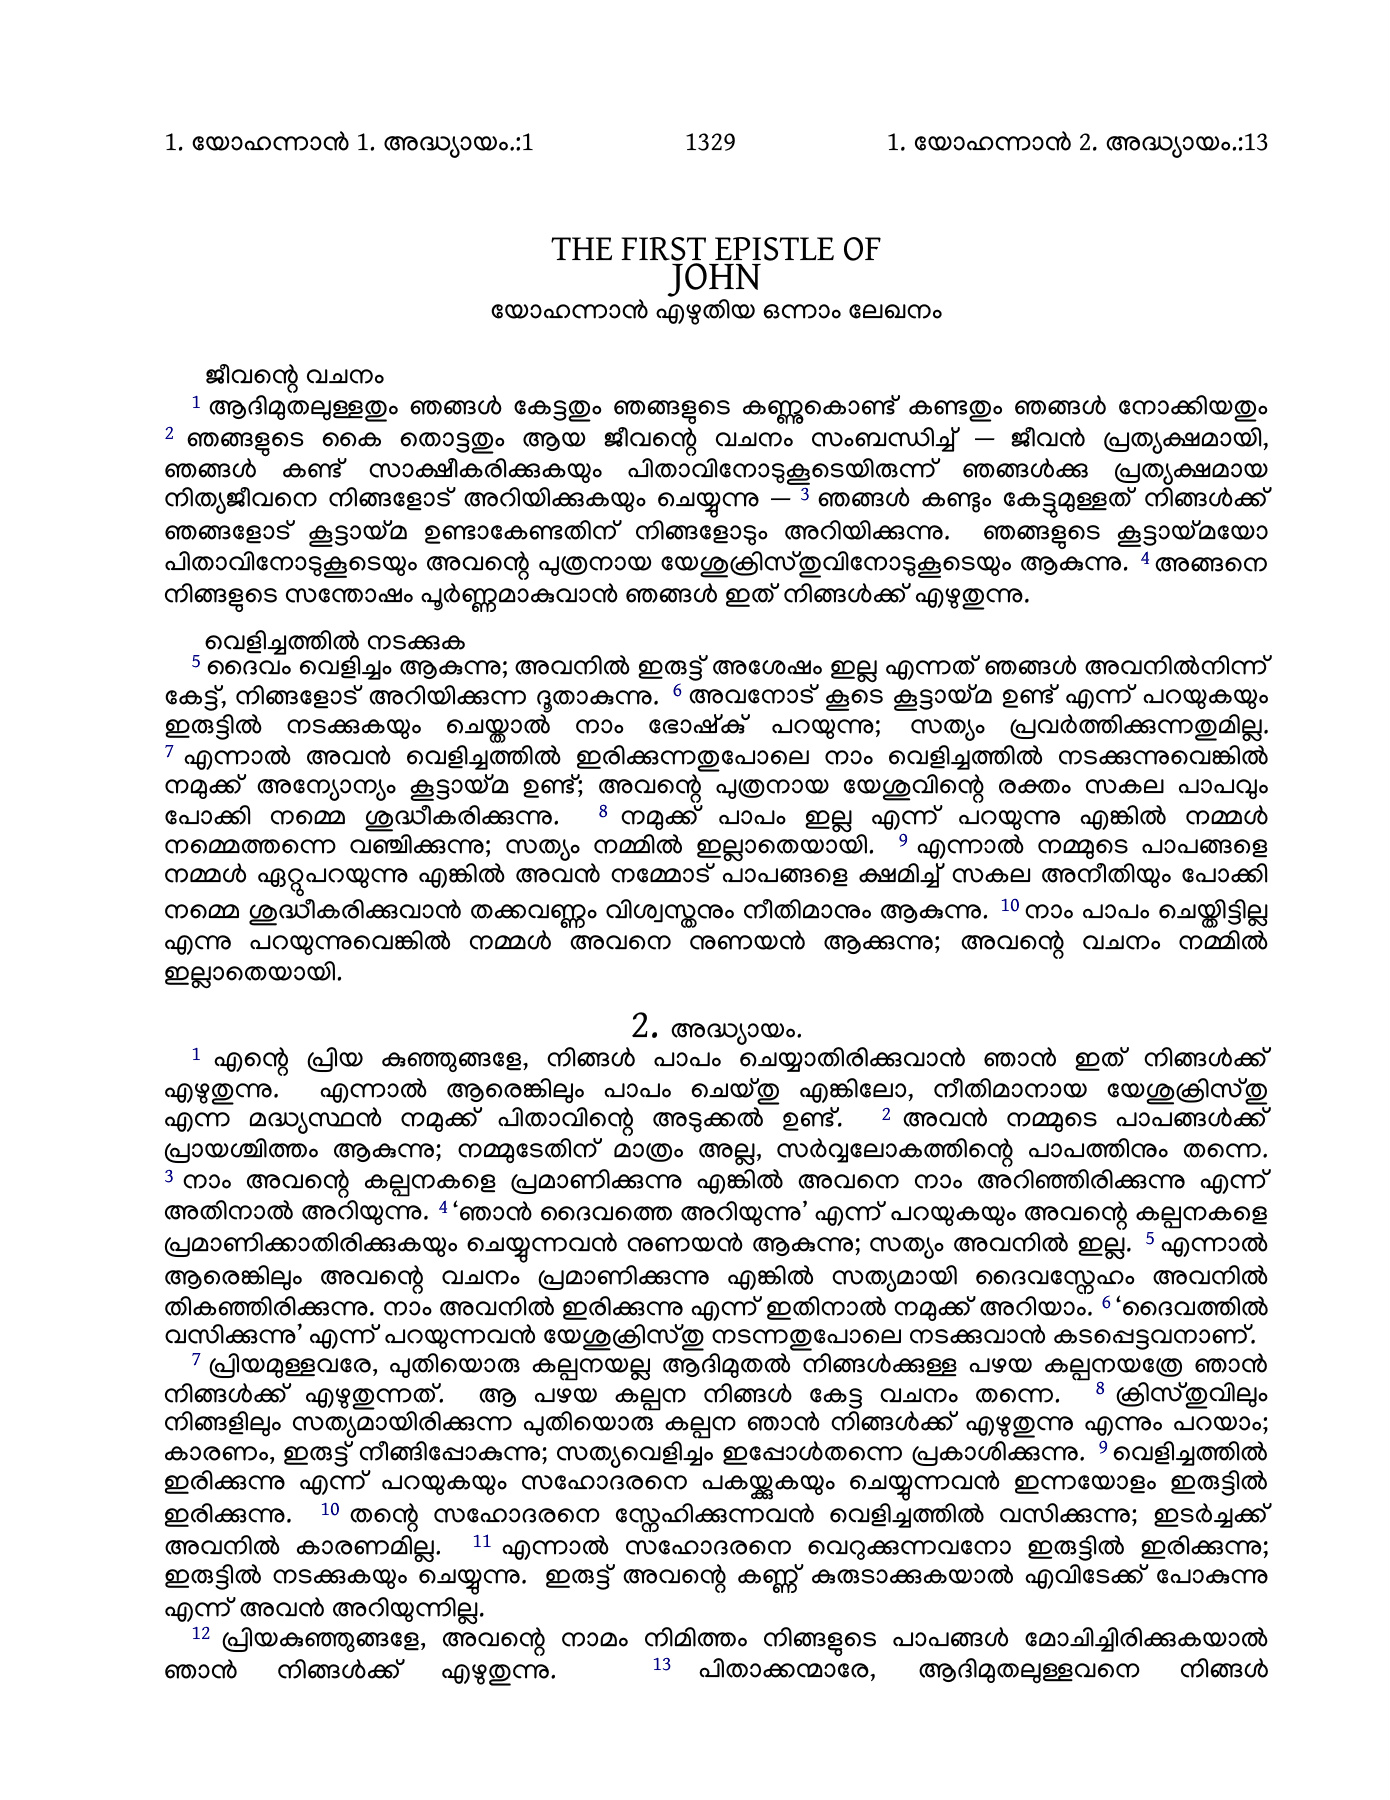 1. യോഹന്നാൻ 1. അദ്ധ്യായം.:1 1329 1. യോഹന്നാൻ 2. അദ്ധ്യായം.:13
THE FIRST EPISTLE OF
JOHN
യോഹന്നാൻ എഴുതിയ ഒന്നാം ലേഖനം
ജീവന്റെ വചനം
1 ആദിമുതലുള്ളതും ഞങ്ങൾ കേട്ടതും ഞങ്ങളുടെ കണ്ണുകൊണ്ട് കണ്ടതും ഞങ്ങൾ നോക്കിയതും
2 ഞങ്ങളുടെ കൈ തൊട്ടതും ആയ ജീവന്റെ വചനം സംബന്ധിച്ച് — ജീവൻ പ്രത്യക്ഷമായി,
ഞങ്ങൾ കണ്ട് സാക്ഷീകരിക്കുകയും പിതാവിനോടുകൂടെയിരുന്ന് ഞങ്ങൾക്കു പ്രത്യക്ഷമായ
നിത്യജീവനെ നിങ്ങളോട് അറിയിക്കുകയും ചെയ്യുന്നു — 3 ഞങ്ങൾ കണ്ടും കേട്ടുമുള്ളത് നിങ്ങൾക്ക്
ഞങ്ങളോട് കൂട്ടായ്മ ഉണ്ടാകേണ്ടതിന് നിങ്ങളോടും അറിയിക്കുന്നു. ഞങ്ങളുടെ കൂട്ടായ്മയോ
പിതാവിനോടുകൂടെയും അവന്റെ പുത്രനായ യേശുക്രിസ്തുവിനോടുകൂടെയും ആകുന്നു. 4 അങ്ങനെ
നിങ്ങളുടെ സന്തോഷം പൂർണ്ണമാകുവാൻ ഞങ്ങൾ ഇത് നിങ്ങൾക്ക് എഴുതുന്നു.
വെളിച്ചത്തിൽ നടക്കുക
5 ദൈവം വെളിച്ചം ആകുന്നു; അവനിൽ ഇരുട്ട് അശേഷം ഇല്ല എന്നത് ഞങ്ങൾ അവനിൽനിന്ന്
കേട്ട്, നിങ്ങളോട് അറിയിക്കുന്ന ദൂതാകുന്നു. 6 അവനോട് കൂടെ കൂട്ടായ്മ ഉണ്ട് എന്ന് പറയുകയും
ഇരുട്ടിൽ നടക്കുകയും ചെയ്താൽ നാം ഭോഷ്ക് പറയുന്നു; സത്യം പ്രവർത്തിക്കുന്നതുമില്ല.
7 എന്നാൽ അവൻ വെളിച്ചത്തിൽ ഇരിക്കുന്നതുപോലെ നാം വെളിച്ചത്തിൽ നടക്കുന്നുവെങ്കിൽ
നമുക്ക് അന്യോന്യം കൂട്ടായ്മ ഉണ്ട്; അവന്റെ പുത്രനായ യേശുവിന്റെ രക്തം സകല പാപവും
പോക്കി നമ്മെ ശുദ്ധീകരിക്കുന്നു. 8 നമുക്ക് പാപം ഇല്ല എന്ന് പറയുന്നു എങ്കിൽ നമ്മൾ
നമ്മെത്തന്നെ വഞ്ചിക്കുന്നു; സത്യം നമ്മിൽ ഇല്ലാതെയായി. 9 എന്നാൽ നമ്മുടെ പാപങ്ങളെ
നമ്മൾ ഏറ്റുപറയുന്നു എങ്കിൽ അവൻ നമ്മോട് പാപങ്ങളെ ക്ഷമിച്ച് സകല അനീതിയും പോക്കി
നമ്മെ ശുദ്ധീകരിക്കുവാൻ തക്കവണ്ണം വിശ്വസ്തനും നീതിമാനും ആകുന്നു. 10 നാം പാപം ചെയ്തിട്ടില്ല
എന്നു പറയുന്നുവെങ്കിൽ നമ്മൾ അവനെ നുണയൻ ആക്കുന്നു; അവന്റെ വചനം നമ്മിൽ
ഇല്ലാതെയായി.
2. അദ്ധ്യായം.
1 എന്റെ പ്രിയ കുഞ്ഞുങ്ങളേ, നിങ്ങൾ പാപം ചെയ്യാതിരിക്കുവാൻ ഞാൻ ഇത് നിങ്ങൾക്ക്
എഴുതുന്നു. എന്നാൽ ആരെങ്കിലും പാപം ചെയ്തു എങ്കിലോ, നീതിമാനായ യേശുക്രിസ്തു
എന്ന മദ്ധ്യസ്ഥൻ നമുക്ക് പിതാവിന്റെ അടുക്കൽ ഉണ്ട്. 2 അവൻ നമ്മുടെ പാപങ്ങൾക്ക്
പ്രായശ്ചിത്തം ആകുന്നു; നമ്മുടേതിന് മാത്രം അല്ല, സർവ്വലോകത്തിന്റെ പാപത്തിനും തന്നെ.
3 നാം അവന്റെ കല്പനകളെ പ്രമാണിക്കുന്നു എങ്കിൽ അവനെ നാം അറിഞ്ഞിരിക്കുന്നു എന്ന്
അതിനാൽ അറിയുന്നു. 4 ‘ഞാൻ ദൈവത്തെ അറിയുന്നു’ എന്ന് പറയുകയും അവന്റെ കല്പനകളെ
പ്രമാണിക്കാതിരിക്കുകയും ചെയ്യുന്നവൻ നുണയൻ ആകുന്നു; സത്യം അവനിൽ ഇല്ല. 5 എന്നാൽ
ആരെങ്കിലും അവന്റെ വചനം പ്രമാണിക്കുന്നു എങ്കിൽ സത്യമായി ദൈവസ്നേഹം അവനിൽ
തികഞ്ഞിരിക്കുന്നു. നാം അവനിൽ ഇരിക്കുന്നു എന്ന് ഇതിനാൽ നമുക്ക് അറിയാം. 6 ‘ദൈവത്തിൽ
വസിക്കുന്നു’ എന്ന് പറയുന്നവൻ യേശുക്രിസ്തു നടന്നതുപോലെ നടക്കുവാൻ കടപ്പെട്ടവനാണ്.
7 പ്രിയമുള്ളവരേ, പുതിയൊരു കല്പനയല്ല ആദിമുതൽ നിങ്ങൾക്കുള്ള പഴയ കല്പനയത്രേ ഞാൻ
നിങ്ങൾക്ക് എഴുതുന്നത്. ആ പഴയ കല്പന നിങ്ങൾ കേട്ട വചനം തന്നെ. 8 ക്രിസ്തുവിലും
നിങ്ങളിലും സത്യമായിരിക്കുന്ന പുതിയൊരു കല്പന ഞാൻ നിങ്ങൾക്ക് എഴുതുന്നു എന്നും പറയാം;
കാരണം, ഇരുട്ട് നീങ്ങിപ്പോകുന്നു; സത്യവെളിച്ചം ഇപ്പോൾതന്നെ പ്രകാശിക്കുന്നു. 9 വെളിച്ചത്തിൽ
ഇരിക്കുന്നു എന്ന് പറയുകയും സഹോദരനെ പകയ്ക്കുകയും ചെയ്യുന്നവൻ ഇന്നയോളം ഇരുട്ടിൽ
ഇരിക്കുന്നു. 10 തന്റെ സഹോദരനെ സ്നേഹിക്കുന്നവൻ വെളിച്ചത്തിൽ വസിക്കുന്നു; ഇടർച്ചക്ക്
അവനിൽ കാരണമില്ല. 11 എന്നാൽ സഹോദരനെ വെറുക്കുന്നവനോ ഇരുട്ടിൽ ഇരിക്കുന്നു;
ഇരുട്ടിൽ നടക്കുകയും ചെയ്യുന്നു. ഇരുട്ട് അവന്റെ കണ്ണ് കുരുടാക്കുകയാൽ എവിടേക്ക് പോകുന്നു
എന്ന് അവൻ അറിയുന്നില്ല.
12 പ്രിയകുഞ്ഞുങ്ങളേ, അവന്റെ നാമം നിമിത്തം നിങ്ങളുടെ പാപങ്ങൾ മോചിച്ചിരിക്കുകയാൽ
ഞാൻ നിങ്ങൾക്ക് എഴുതുന്നു. 13 പിതാക്കന്മാരേ, ആദിമുതലുള്ളവനെ നിങ്ങൾ